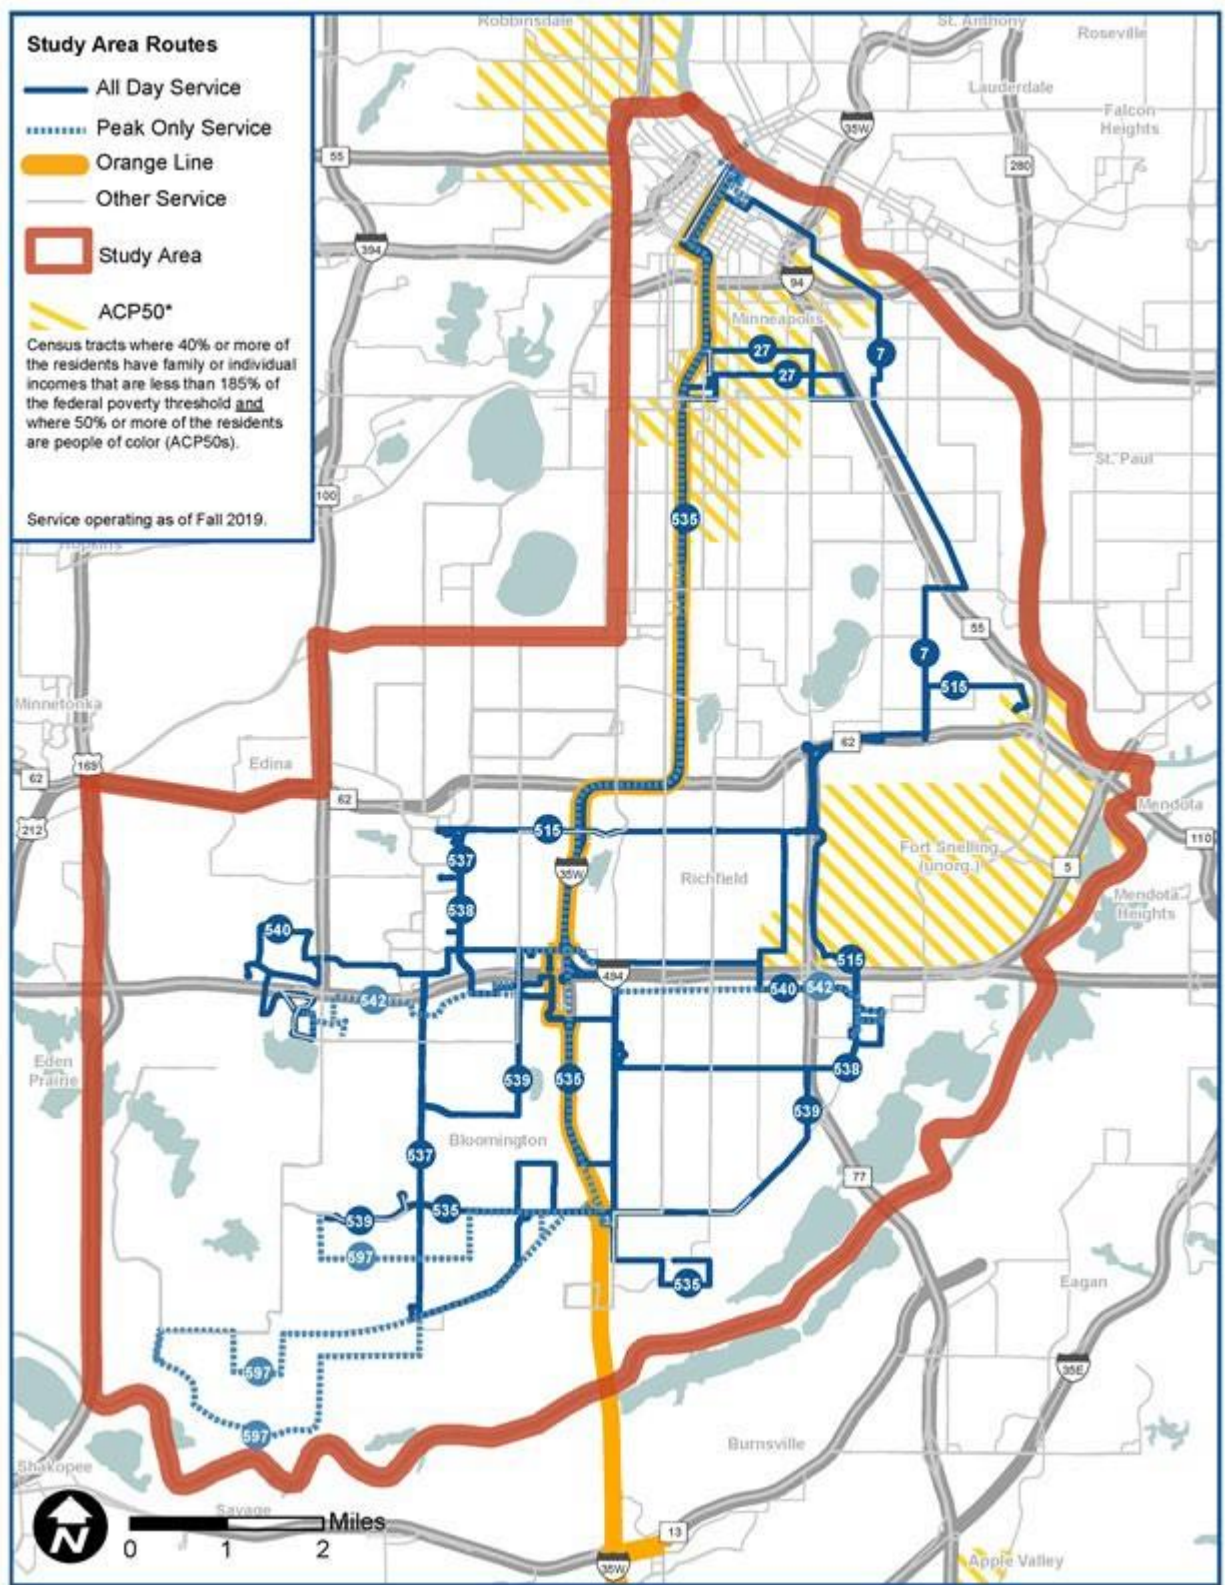 Study Area Routes
All Day Service
Peak Only Service
Orange Line
Other Service
Study Area
ACP50*
Census tracts where 40% or more of
the residents have family or individual
incomes that are less than 185% of
the federal poverty threshold and
where 50% or more of the residents
are people of color (ACP50s).
Service operating as of Fall 2019.
Robbinsdale
St. Anthony
Roseville
Lauderdale
Falcon
Heights
35W
55
280
394
94
Minneapolis
27
7
27
St. Paul
100
Hopkins
535
55
7
515
Minnetonka
169
62
Edina
62
62
212
Mendota
110
515
537
35W
Richfield
Fort Snelling
(unorg.)
5
538
Mendota
Heights
540
515
494
542
540
542
Eden
Prairie
539
535
538
539
Bloomington
537
77
539
535
597
535
Eagan
597
35E
597
Burnsville
Shakopee
Savage
N
Miles
0
1
2
13
35W
Apple Valley